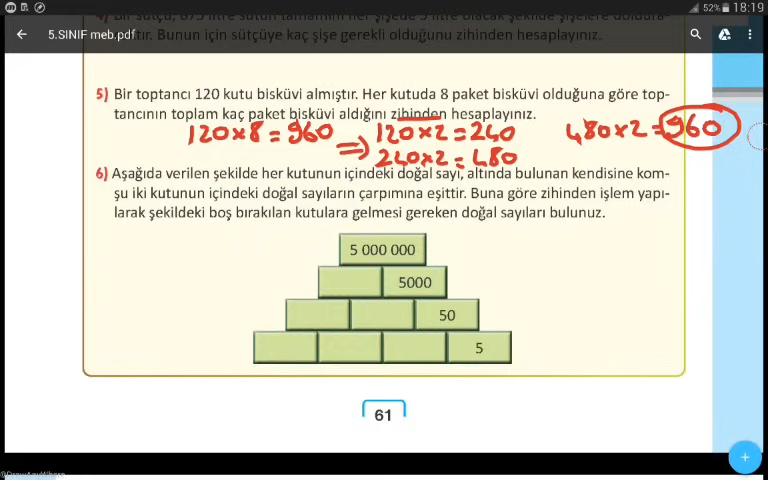 52% 18:19
5.SINIF meb.pdf
tır. Bunun için sütçüye kaç şişe gerekli olduğunu zihinden hesaplayınız.
5) Bir toptancı 120 kutu bisküvi almıştır. Her kutuda 8 paket bisküvi olduğuna göre top-
tancının toplam kaç paket bisküvi aldığını zihinden hesaplayınız.
120×8=960 ⇒ 120×2=240 480×2=960
240×2=480
6) Aşağıda verilen şekilde her kutunun içindeki doğal sayı, altında bulunan kendisine kom-
şu iki kutunun içindeki doğal sayıların çarpımına eşittir. Buna göre zihinden işlem yapı-
larak şekildeki boş bırakılan kutulara gelmesi gereken doğal sayıları bulunuz.
5 000 000
5000
50
5
61